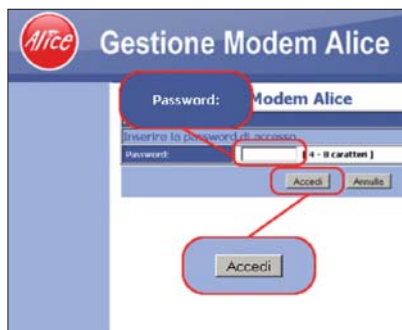 Alice
Gestione Modem Alice
Password:
Modem Alice
Inserire la password di accesso
Password:
[ 4 - 8 caratteri ]
Accedi
Annulla
Accedi